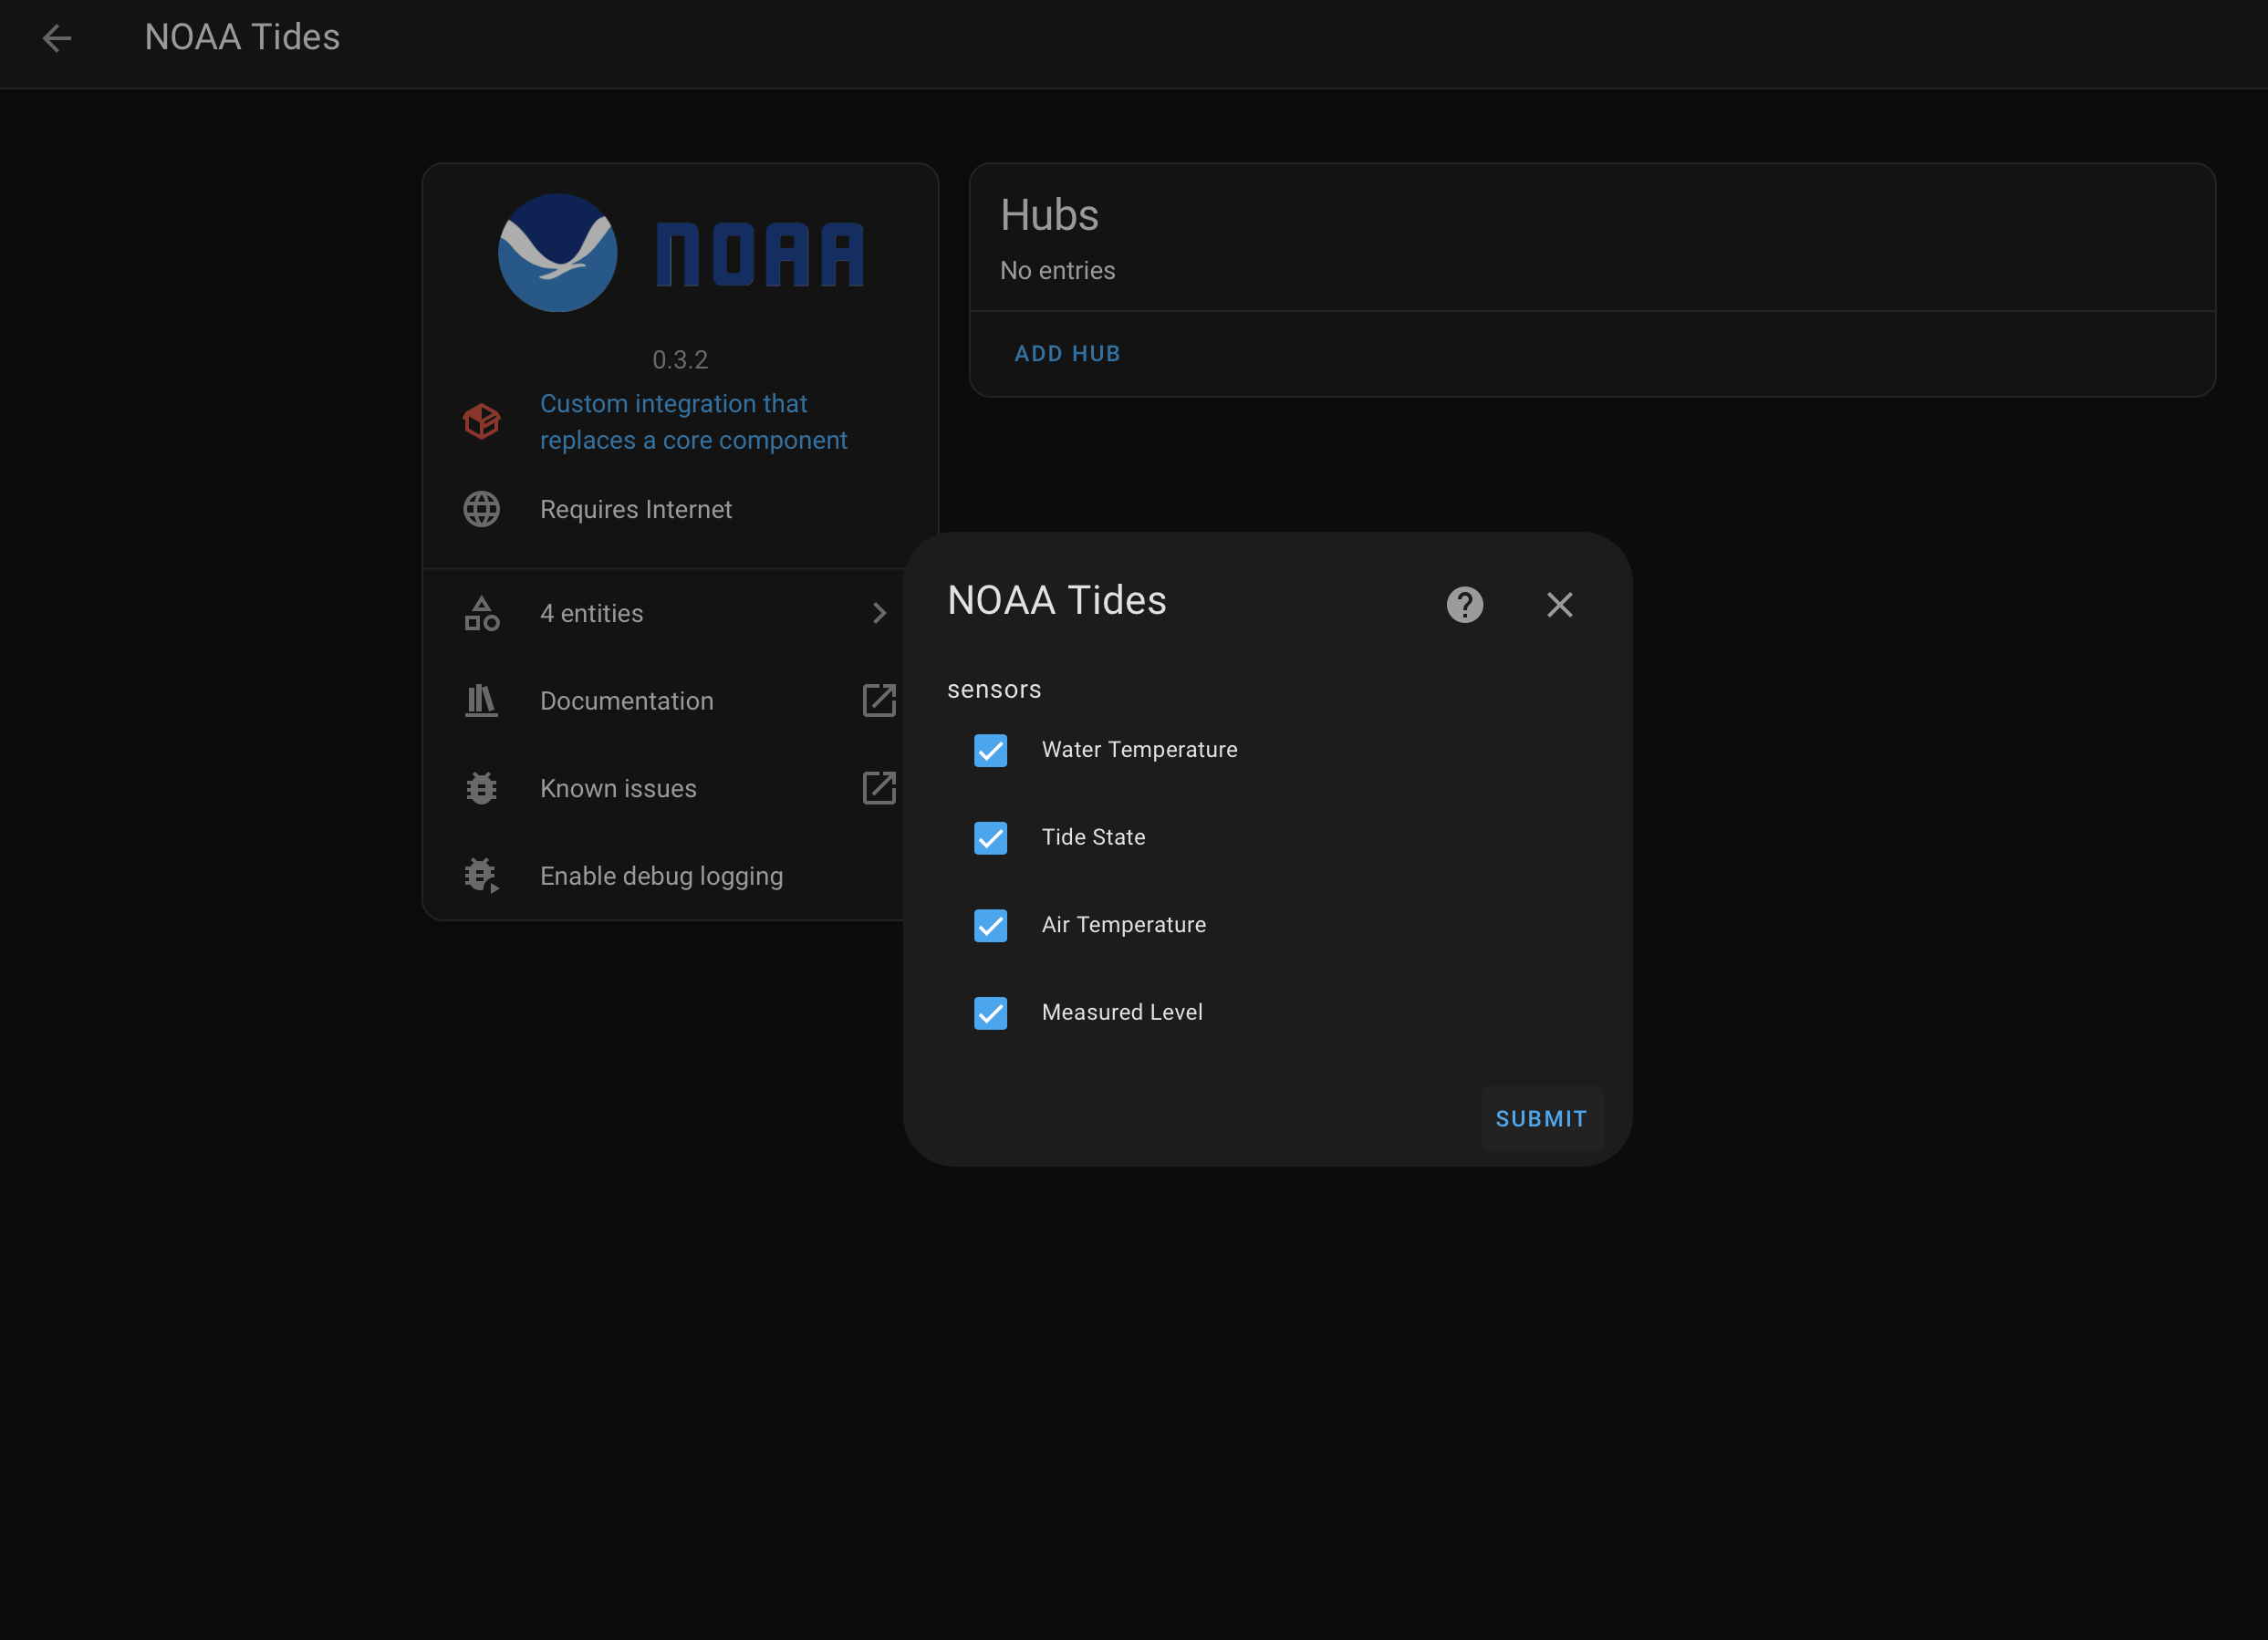 NOAA Tides
NOAA
0.3.2
Custom integration that
replaces a core component
Requires Internet
4 entities
Documentation
Known issues
Enable debug logging
Hubs
No entries
ADD HUB
NOAA Tides
sensors
Water Temperature
Tide State
Air Temperature
Measured Level
SUBMIT